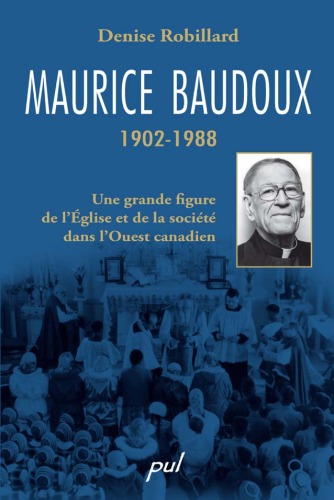 Denise Robillard
MAURICE BAUDOUX
1902-1988
Une grande figure
de l'Église et de la société
dans l'Ouest canadien
pul